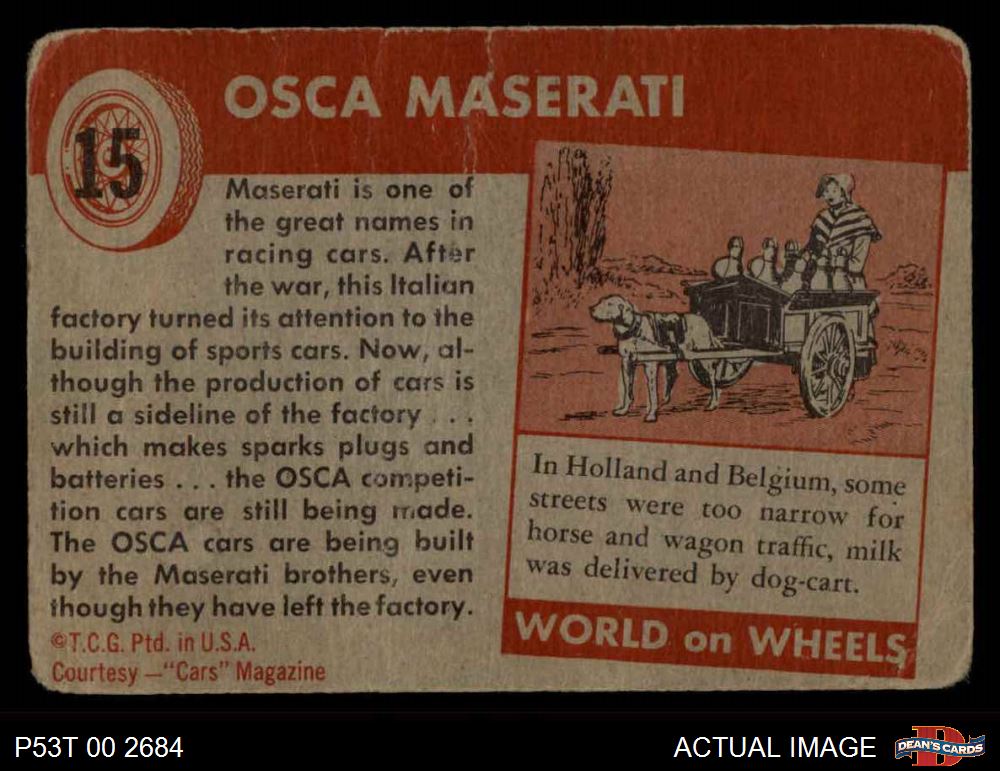 OSCA MASERATI
15
Maserati is one of
the great names in
racing cars. After
the war, this Italian
factory turned its attention to the
building of sports cars. Now, al-
though the production of cars is
still a sideline of the factory . . .
which makes sparks plugs and
batteries . . . the OSCA competi-
tion cars are still being made.
The OSCA cars are being built
by the Maserati brothers, even
though they have left the factory.
©T.C.G. Ptd. in U.S.A.
Courtesy —"Cars" Magazine
In Holland and Belgium, some
streets were too narrow for
horse and wagon traffic, milk
was delivered by dog-cart.
WORLD on WHEELS
P53T 00 2684
ACTUAL IMAGE
D
DEAN'S CARDS